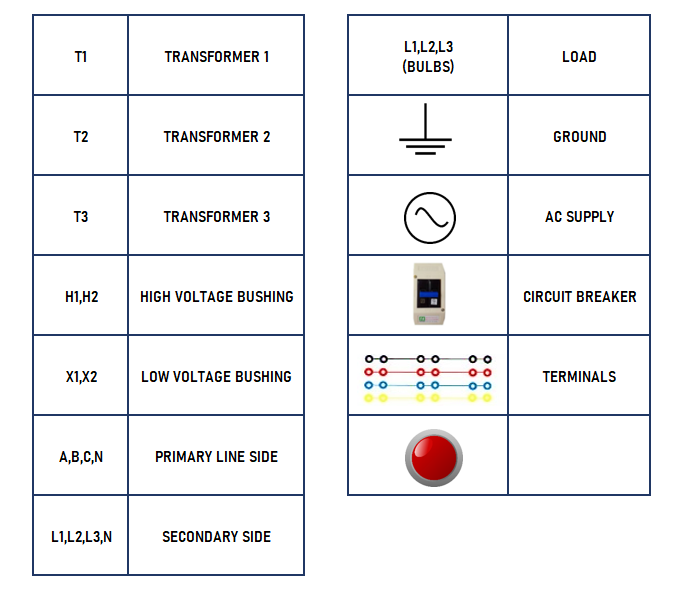 T1 TRANSFORMER 1
T2 TRANSFORMER 2
T3 TRANSFORMER 3
H1,H2 HIGH VOLTAGE BUSHING
X1,X2 LOW VOLTAGE BUSHING
A,B,C,N PRIMARY LINE SIDE
L1,L2,L3,N SECONDARY SIDE
L1,L2,L3
(BULBS) LOAD
GROUND
AC SUPPLY
CIRCUIT BREAKER
TERMINALS